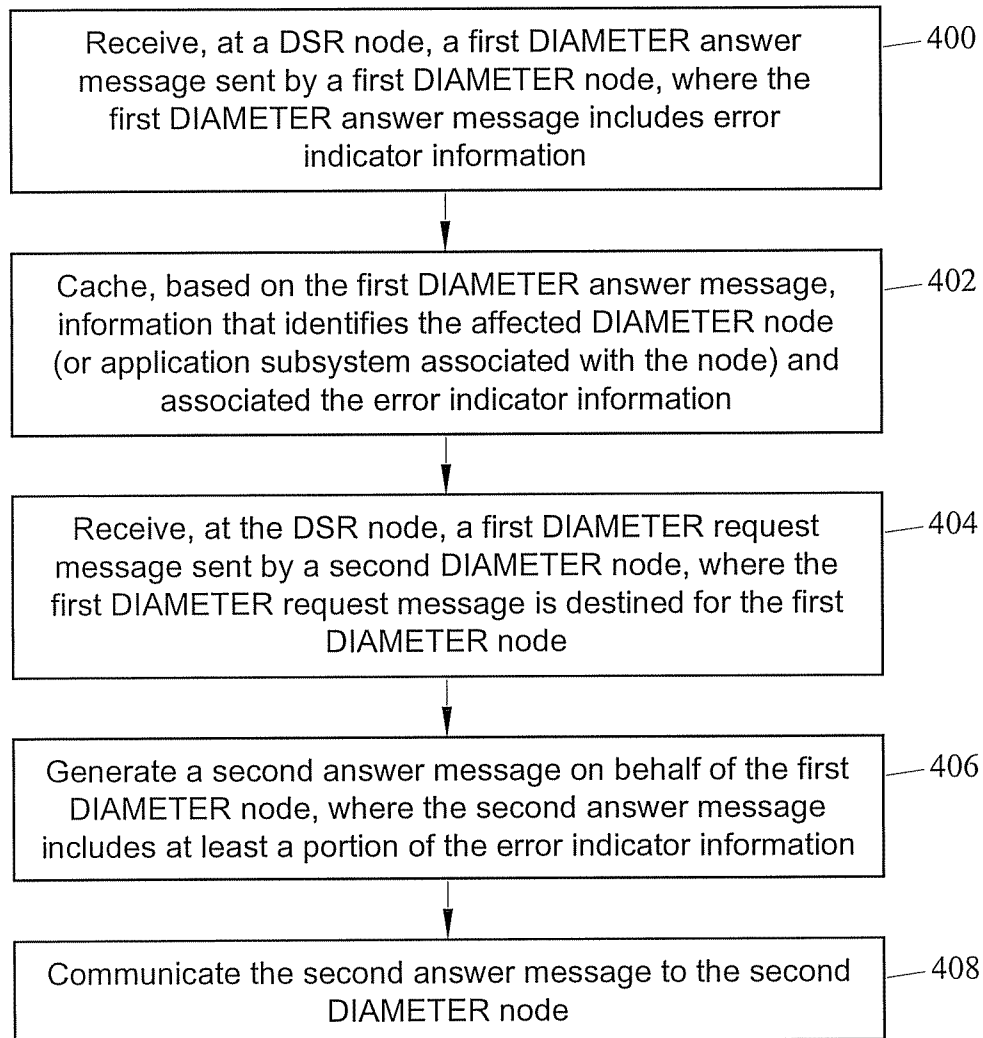 Receive, at a DSR node, a first DIAMETER answer
message sent by a first DIAMETER node, where the
first DIAMETER answer message includes error
indicator information
400
Cache, based on the first DIAMETER answer message,
information that identifies the affected DIAMETER node
(or application subsystem associated with the node) and
associated the error indicator information
402
Receive, at the DSR node, a first DIAMETER request
message sent by a second DIAMETER node, where the
first DIAMETER request message is destined for the first
DIAMETER node
404
Generate a second answer message on behalf of the first
DIAMETER node, where the second answer message
includes at least a portion of the error indicator information
406
Communicate the second answer message to the second
DIAMETER node
408